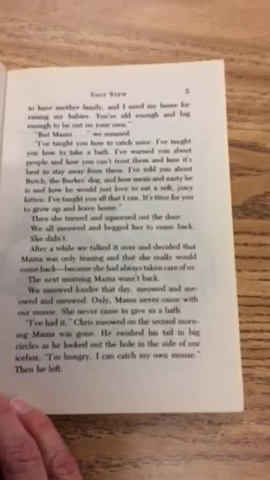 SNOT STEW 5
to have another family, and I need my home for
raising my babies. You're old enough and big
enough to be out on your own."
"But Mama . . ." we moaned.
"I've taught you how to catch mice. I've taught
you how to take a bath. I've warned you about
people and how you can't trust them and how it's
best to stay away from them. I've told you about
Butch, the Burkes' dog, and how mean and nasty he
is and how he would just love to eat a soft, juicy
kitten. I've taught you all that I can. It's time for you
to grow up and leave home."
Then she turned and squeezed out the door.
We all meowed and begged her to come back.
She didn't.
After a while we talked it over and decided that
Mama was only teasing and that she really would
come back—because she had always taken care of us.
The next morning Mama wasn't back.
We meowed louder that day, meowed and me-
owed and meowed. Only, Mama never came with
our mouse. She never came to give us a bath.
"I've had it," Chris meowed on the second morn-
ing Mama was gone. He swished his tail in big
circles as he looked out the hole in the side of our
icebox. "I'm hungry. I can catch my own mouse."
Then he left.